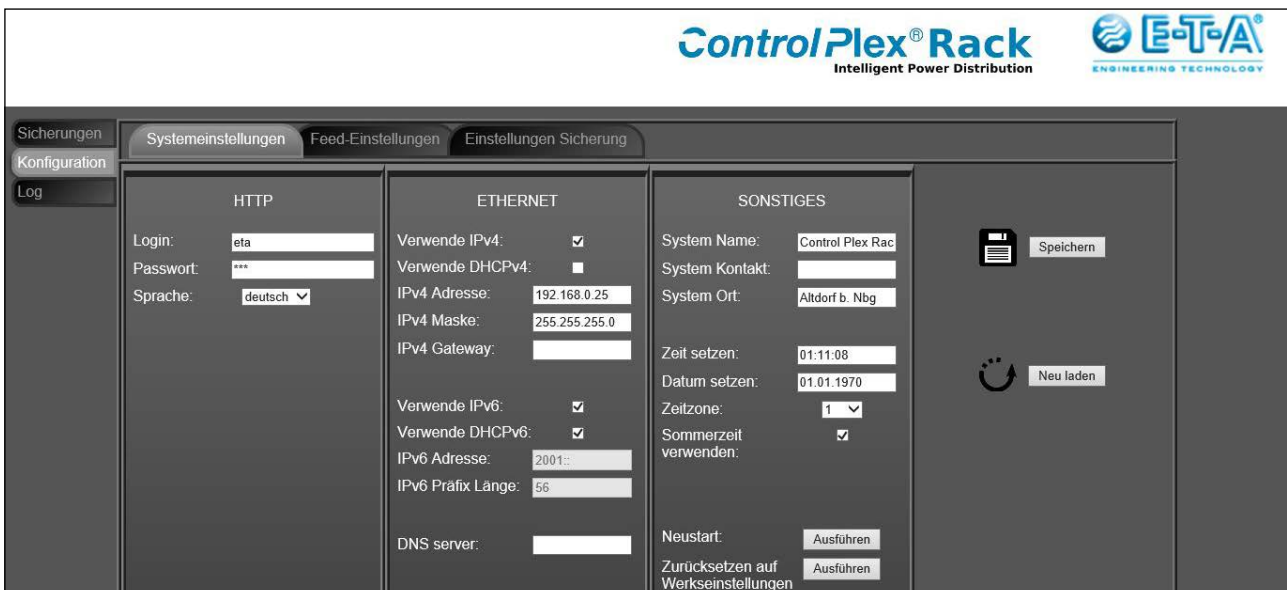 ControlPlex® Rack
Intelligent Power Distribution
E-T-A®
ENGINEERING TECHNOLOGY
Sicherungen
Konfiguration
Log
Systemeinstellungen
Feed-Einstellungen
Einstellungen Sicherung
HTTP
Login: eta
Passwort: ***
Sprache: deutsch
ETHERNET
Verwende IPv4:
Verwende DHCPv4:
IPv4 Adresse: 192.168.0.25
IPv4 Maske: 255.255.255.0
IPv4 Gateway:
Verwende IPv6:
Verwende DHCPv6:
IPv6 Adresse: 2001::
IPv6 Präfix Länge: 56
DNS server:
SONSTIGES
System Name: Control Plex Rac
System Kontakt:
System Ort: Altdorf b. Nbg
Zeit setzen: 01:11:08
Datum setzen: 01.01.1970
Zeitzone: 1
Sommerzeit
verwenden:
Neustart: Ausführen
Zurücksetzen auf Ausführen
Werkseinstellungen
Speichern
Neu laden